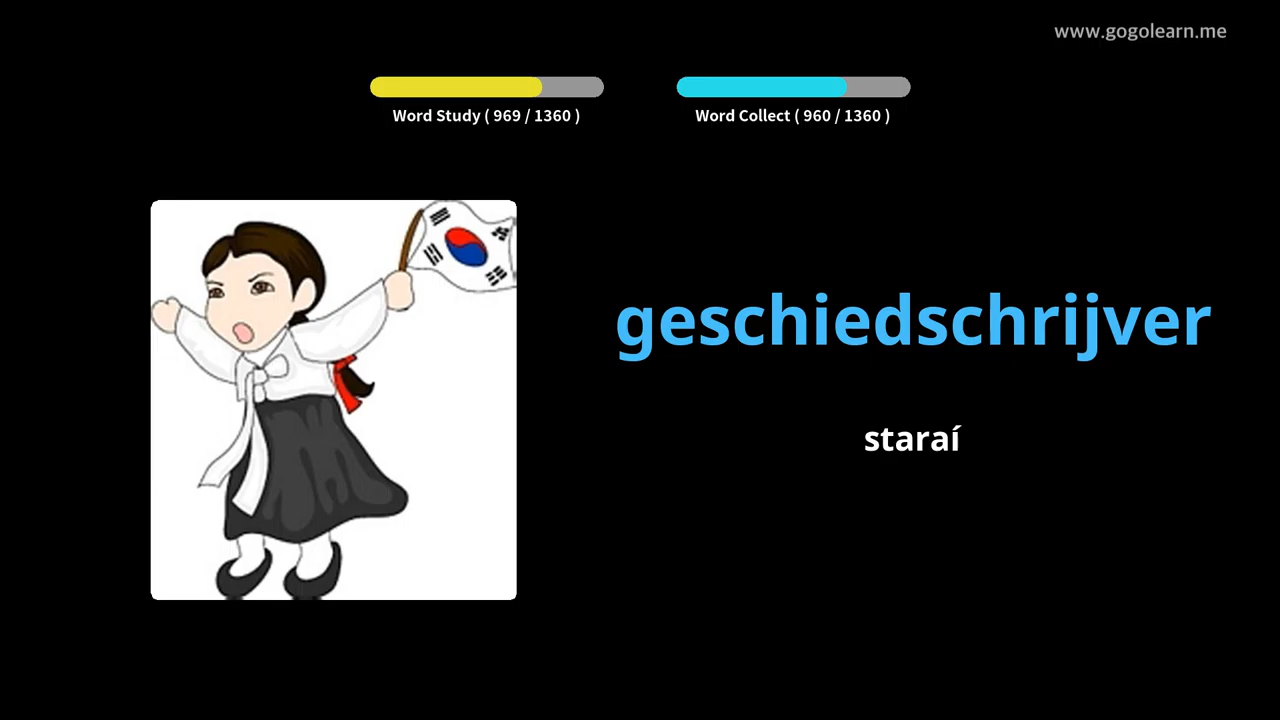 www.gogolearn.me
Word Study ( 969 / 1360 )
Word Collect ( 960 / 1360 )
geschiedschrijver
staraí